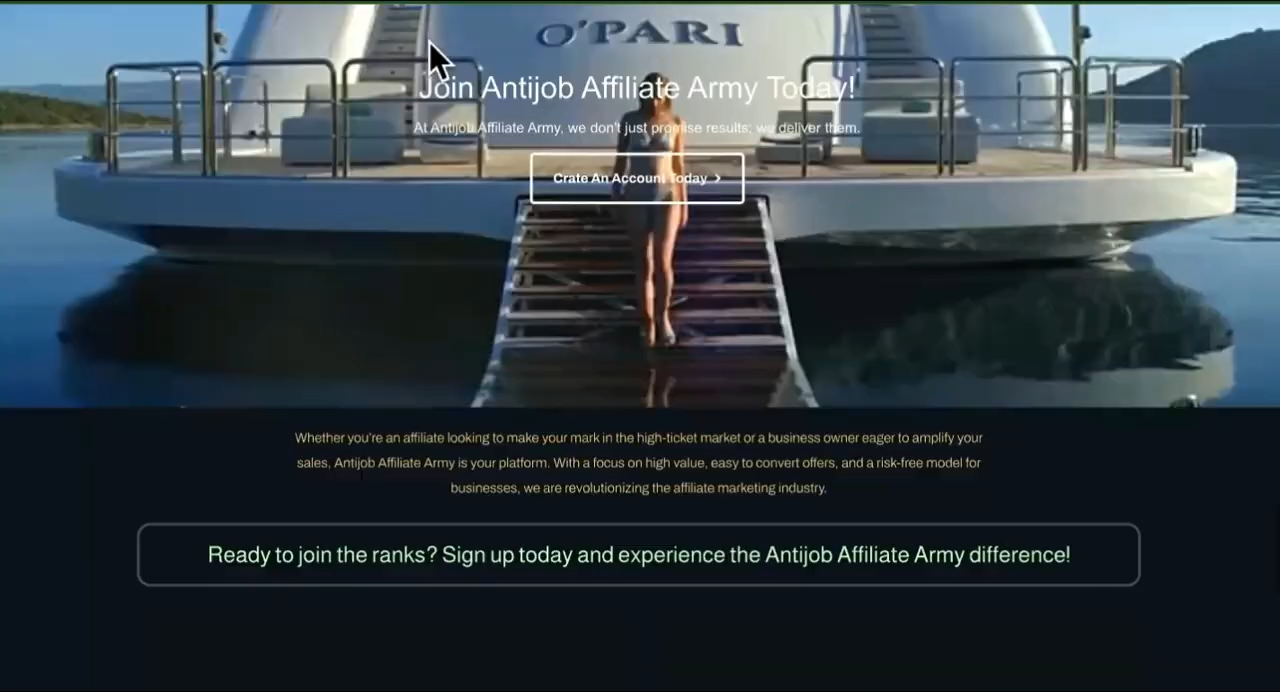 O'PARI
Join Antijob Affiliate Army Today!
At Antijob Affiliate Army, we don't just promise results; we deliver them.
Crate An Account Today
Whether you're an affiliate looking to make your mark in the high-ticket market or a business owner eager to amplify your
sales, Antijob Affiliate Army is your platform. With a focus on high value, easy to convert offers, and a risk-free model for
businesses, we are revolutionizing the affiliate marketing industry.
Ready to join the ranks? Sign up today and experience the Antijob Affiliate Army difference!